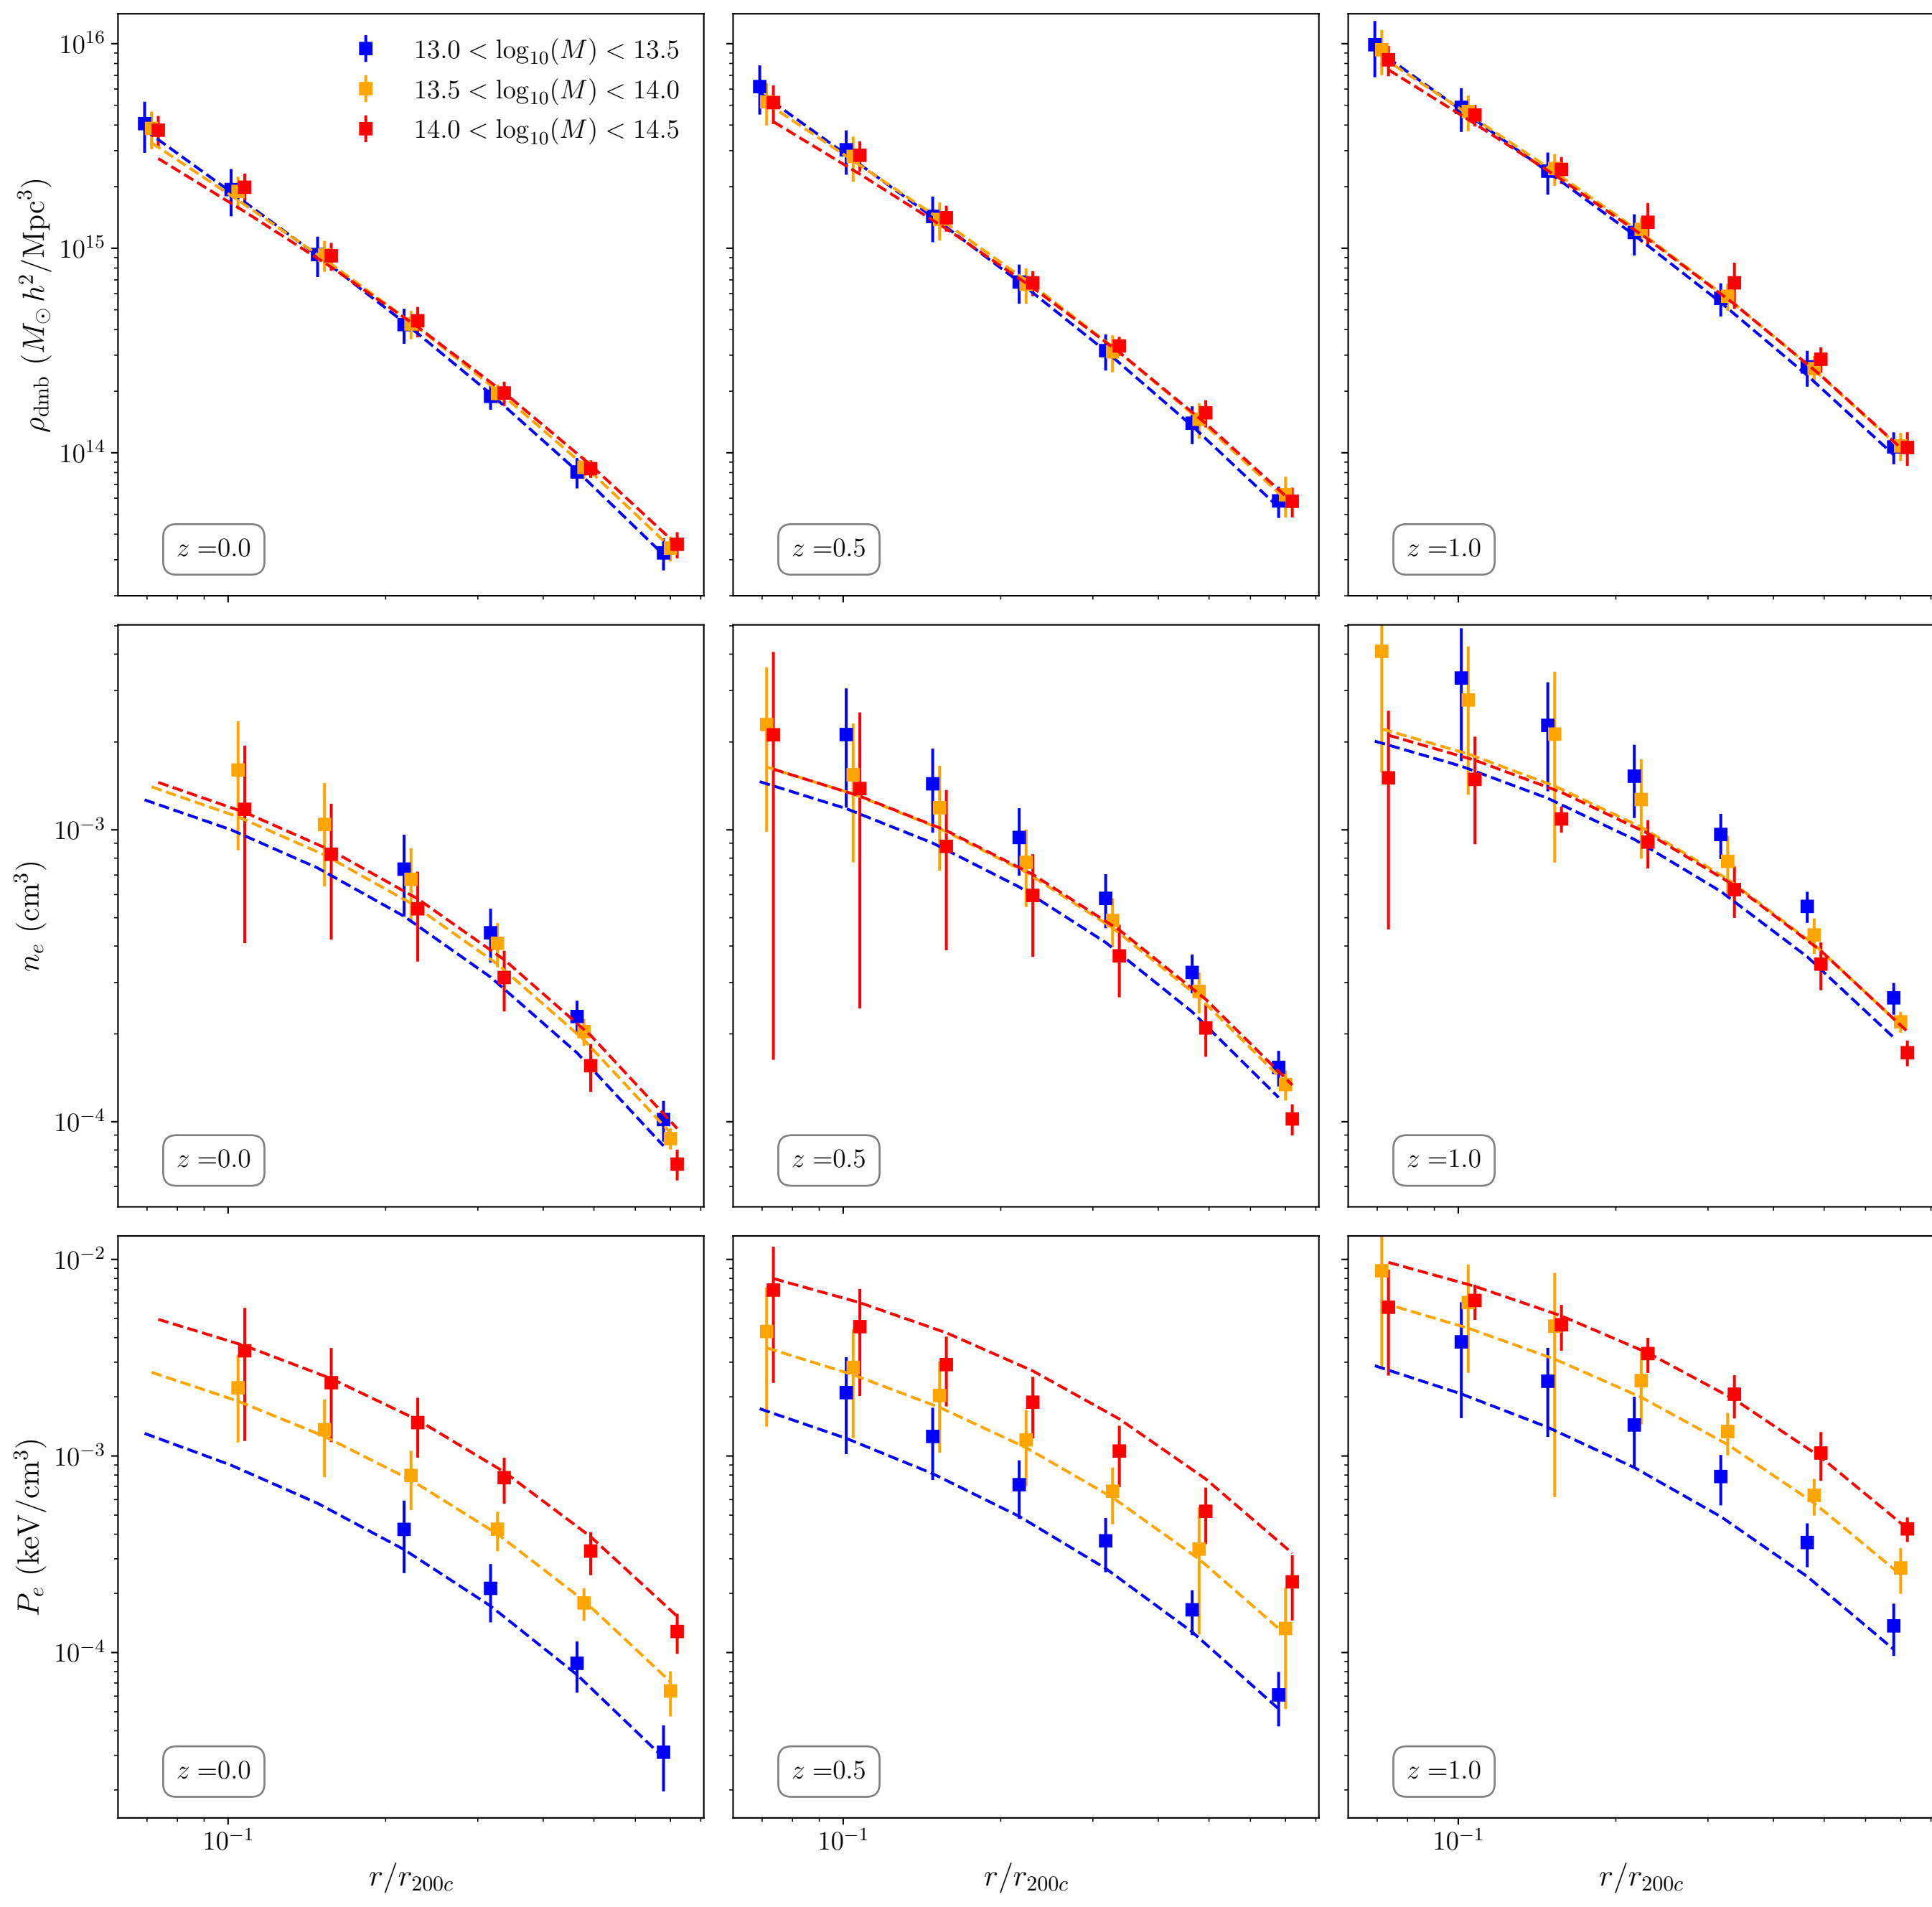 10^16
10^15
10^14
ρ_dmb (M_⊙ h^2/Mpc^3)
13.0 < log_10(M) < 13.5
13.5 < log_10(M) < 14.0
14.0 < log_10(M) < 14.5
z =0.0
z =0.5
z =1.0
10^−3
10^−4
n_e (cm^3)
z =0.0
z =0.5
z =1.0
10^−2
10^−3
10^−4
P_e (keV/cm^3)
z =0.0
z =0.5
z =1.0
10^−1
10^−1
10^−1
r/r_200c
r/r_200c
r/r_200c